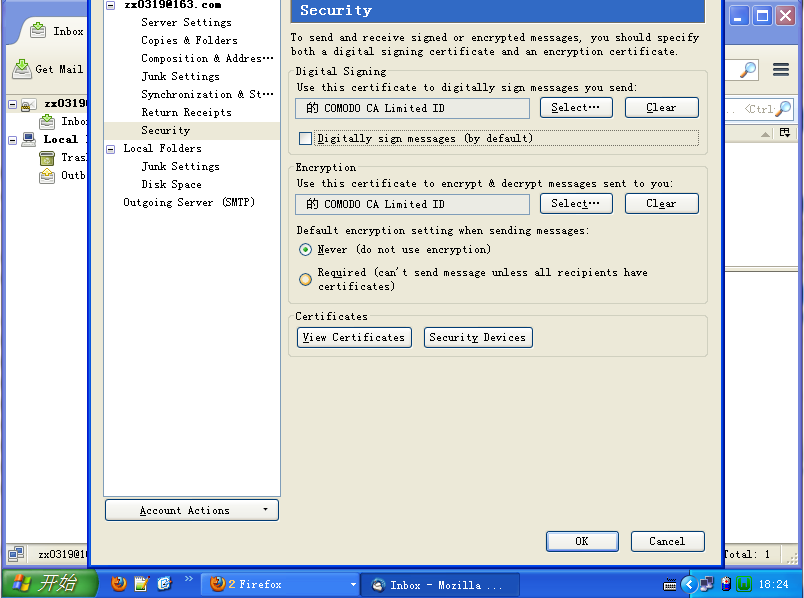 zx0319@163.com
Server Settings
Copies & Folders
Composition & Addres...
Junk Settings
Synchronization & St...
Return Receipts
Security
Local Folders
Junk Settings
Disk Space
Outgoing Server (SMTP)
Account Actions
Security
To send and receive signed or encrypted messages, you should specify
both a digital signing certificate and an encryption certificate.
Digital Signing
Use this certificate to digitally sign messages you send:
的 COMODO CA Limited ID
Select...
Clear
Digitally sign messages (by default)
Encryption
Use this certificate to encrypt & decrypt messages sent to you:
的 COMODO CA Limited ID
Select...
Clear
Default encryption setting when sending messages:
Never (do not use encryption)
Required (can't send message unless all recipients have
certificates)
Certificates
View Certificates
Security Devices
OK
Cancel
Inbox
Get Mail
zx0319
Inbo
Local
Tras
Outb
zx0319@1
.. <Ctrl
Total: 1
开始
2 Firefox
Inbox - Mozilla ...
18:24